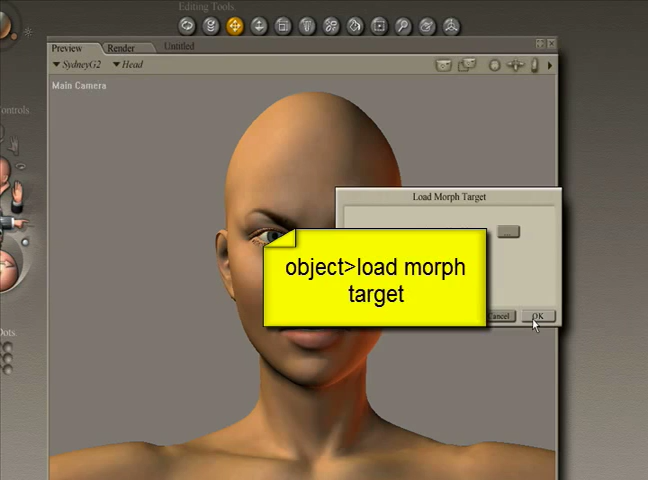 Editing Tools
Preview Render Untitled
SydneyG2 Head
Main Camera
ontrols
Load Morph Target
...
object>load morph
target
Cancel OK
Dots